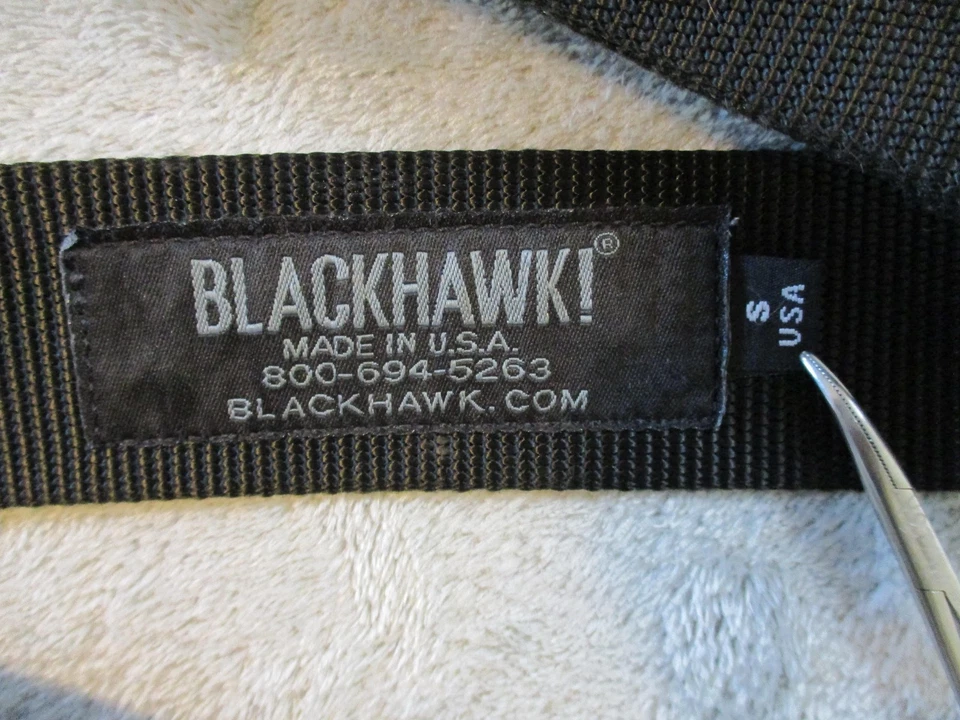 BLACKHAWK!®
MADE IN U.S.A.
800-694-5263
BLACKHAWK.COM
S
USA